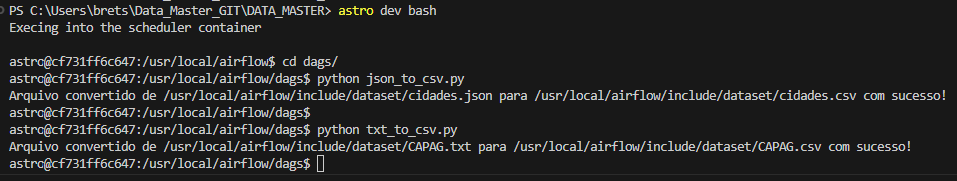 PS C:\Users\brets\Data_Master_GIT\DATA_MASTER> astro dev bash
Execing into the scheduler container
astro@cf731ff6c647:/usr/local/airflow$ cd dags/
astro@cf731ff6c647:/usr/local/airflow/dags$ python json_to_csv.py
Arquivo convertido de /usr/local/airflow/include/dataset/cidades.json para /usr/local/airflow/include/dataset/cidades.csv com sucesso!
astro@cf731ff6c647:/usr/local/airflow/dags$
astro@cf731ff6c647:/usr/local/airflow/dags$ python txt_to_csv.py
Arquivo convertido de /usr/local/airflow/include/dataset/CAPAG.txt para /usr/local/airflow/include/dataset/CAPAG.csv com sucesso!
astro@cf731ff6c647:/usr/local/airflow/dags$